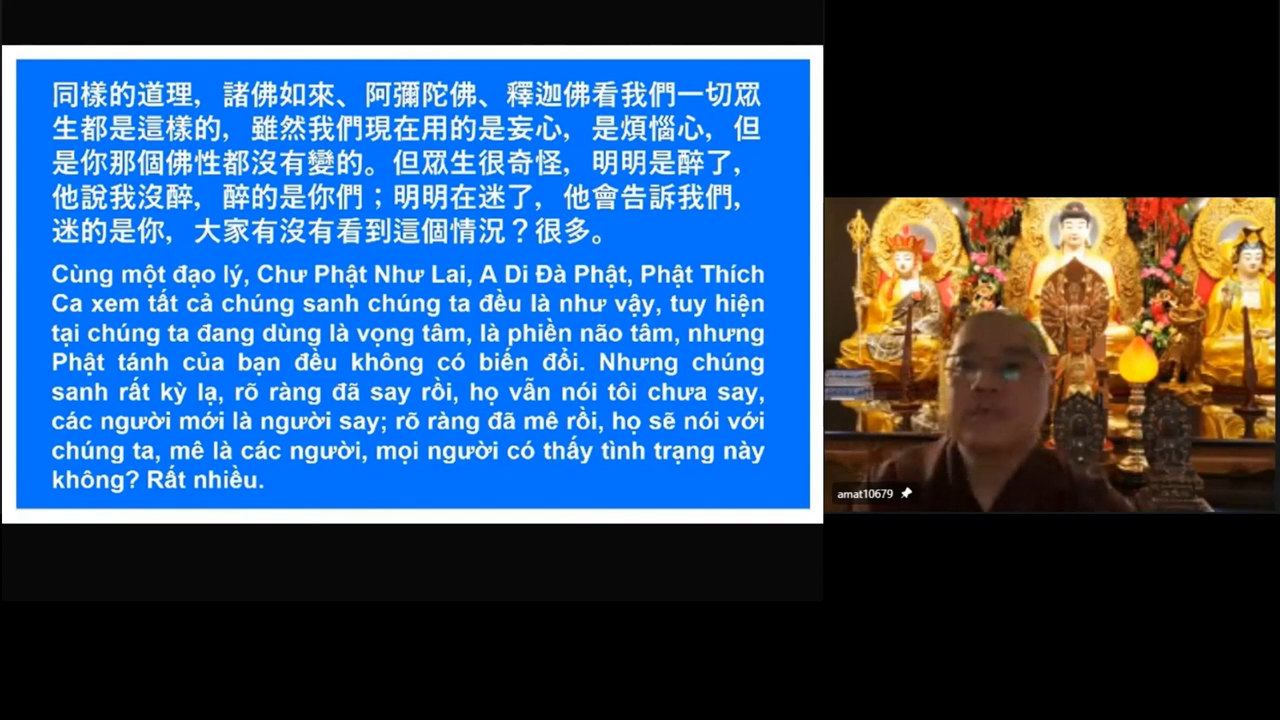 同樣的道理，諸佛如來、阿彌陀佛、釋迦佛看我們一切眾
生都是這樣的，雖然我們現在用的是妄心，是煩惱心，但
是你那個佛性都沒有變的。但眾生很奇怪，明明是醉了，
他說我沒醉，醉的是你們；明明在迷了，他會告訴我們，
迷的是你，大家有沒有看到這個情況？很多。
Cùng một đạo lý, Chư Phật Như Lai, A Di Đà Phật, Phật Thích
Ca xem tất cả chúng sanh chúng ta đều là như vậy, tuy hiện
tại chúng ta đang dùng là vọng tâm, là phiền não tâm, nhưng
Phật tánh của bạn đều không có biến đổi. Nhưng chúng
sanh rất kỳ lạ, rõ ràng đã say rồi, họ vẫn nói tôi chưa say,
các người mới là người say; rõ ràng đã mê rồi, họ sẽ nói với
chúng ta, mê là các người, mọi người có thấy tình trạng này
không? Rất nhiều.
amat10679